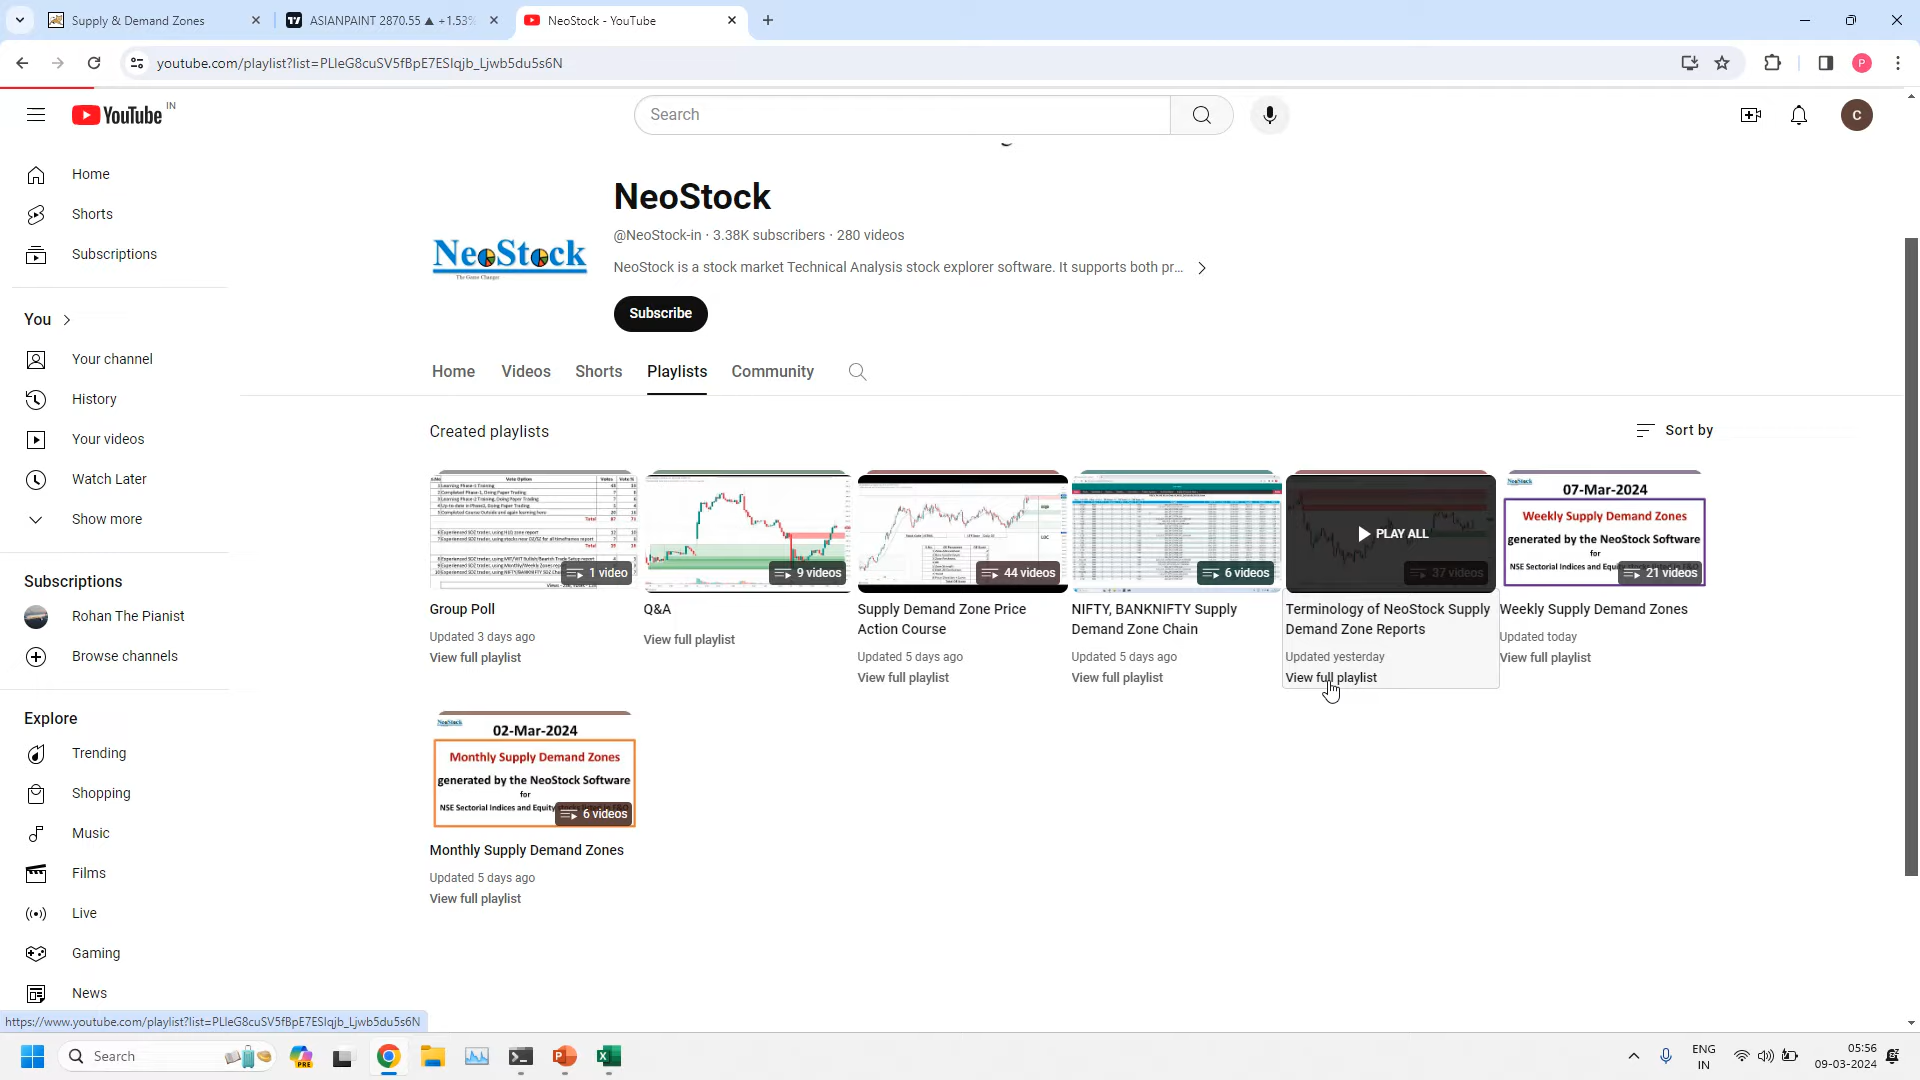 Supply & Demand Zones
ASIANPAINT 2870.55 ▲ +1.53%
NeoStock - YouTube
youtube.com/playlist?list=PLIeG8cuSV5fBpE7ESIqjb_Ljwb5du5s6N
P
YouTube IN
Search
C
Home
Shorts
Subscriptions
You
Your channel
History
Your videos
Watch Later
Show more
Subscriptions
Rohan The Pianist
Browse channels
Explore
Trending
Shopping
Music
Films
Live
Gaming
News
NeoStock
The Game Changer
NeoStock
@NeoStock-in · 3.38K subscribers · 280 videos
NeoStock is a stock market Technical Analysis stock explorer software. It supports both pr...
Subscribe
Home
Videos
Shorts
Playlists
Community
Created playlists
Sort by
1 video
Group Poll
Updated 3 days ago
View full playlist
9 videos
Q&A
View full playlist
44 videos
Supply Demand Zone Price
Action Course
Updated 5 days ago
View full playlist
6 videos
NIFTY, BANKNIFTY Supply
Demand Zone Chain
Updated 5 days ago
View full playlist
PLAY ALL
37 videos
Terminology of NeoStock Supply
Demand Zone Reports
Updated yesterday
View full playlist
NeoStock
07-Mar-2024
Weekly Supply Demand Zones
generated by the NeoStock Software
for
NSE Sectorial Indices and Equity
21 videos
Weekly Supply Demand Zones
Updated today
View full playlist
NeoStock
02-Mar-2024
Monthly Supply Demand Zones
generated by the NeoStock Software
for
NSE Sectorial Indices and Equity
6 videos
Monthly Supply Demand Zones
Updated 5 days ago
View full playlist
https://www.youtube.com/playlist?list=PLIeG8cuSV5fBpE7ESIqjb_Ljwb5du5s6N
Search
PRE
ENG
IN
05:56
09-03-2024